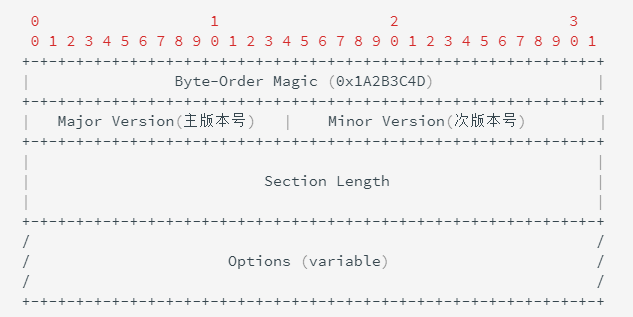 0                   1                   2                   3
0 1 2 3 4 5 6 7 8 9 0 1 2 3 4 5 6 7 8 9 0 1 2 3 4 5 6 7 8 9 0 1
+-+-+-+-+-+-+-+-+-+-+-+-+-+-+-+-+-+-+-+-+-+-+-+-+-+-+-+-+-+-+-+-+
|                Byte-Order Magic (0x1A2B3C4D)                  |
+-+-+-+-+-+-+-+-+-+-+-+-+-+-+-+-+-+-+-+-+-+-+-+-+-+-+-+-+-+-+-+-+
|   Major Version(主版本号)   |    Minor Version(次版本号)        |
+-+-+-+-+-+-+-+-+-+-+-+-+-+-+-+-+-+-+-+-+-+-+-+-+-+-+-+-+-+-+-+-+
|                                                               |
|                          Section Length                       |
|                                                               |
+-+-+-+-+-+-+-+-+-+-+-+-+-+-+-+-+-+-+-+-+-+-+-+-+-+-+-+-+-+-+-+-+
/                                                               /
/                      Options (variable)                       /
/                                                               /
+-+-+-+-+-+-+-+-+-+-+-+-+-+-+-+-+-+-+-+-+-+-+-+-+-+-+-+-+-+-+-+-+